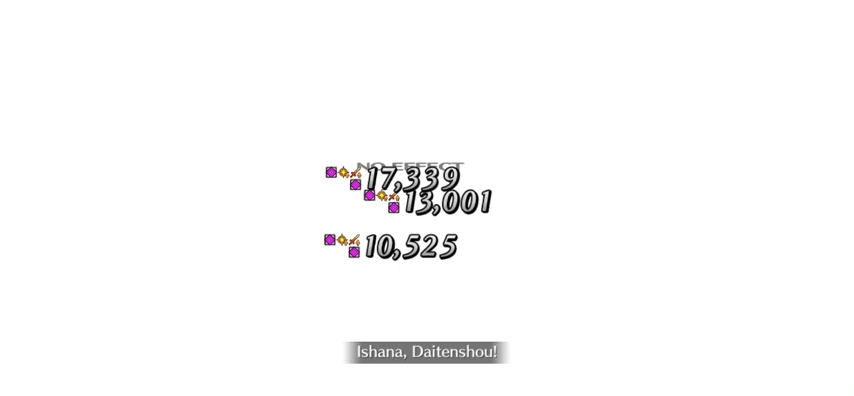 NO EFFECT
17,339
13,001
10,525
Ishana, Daitenshou!